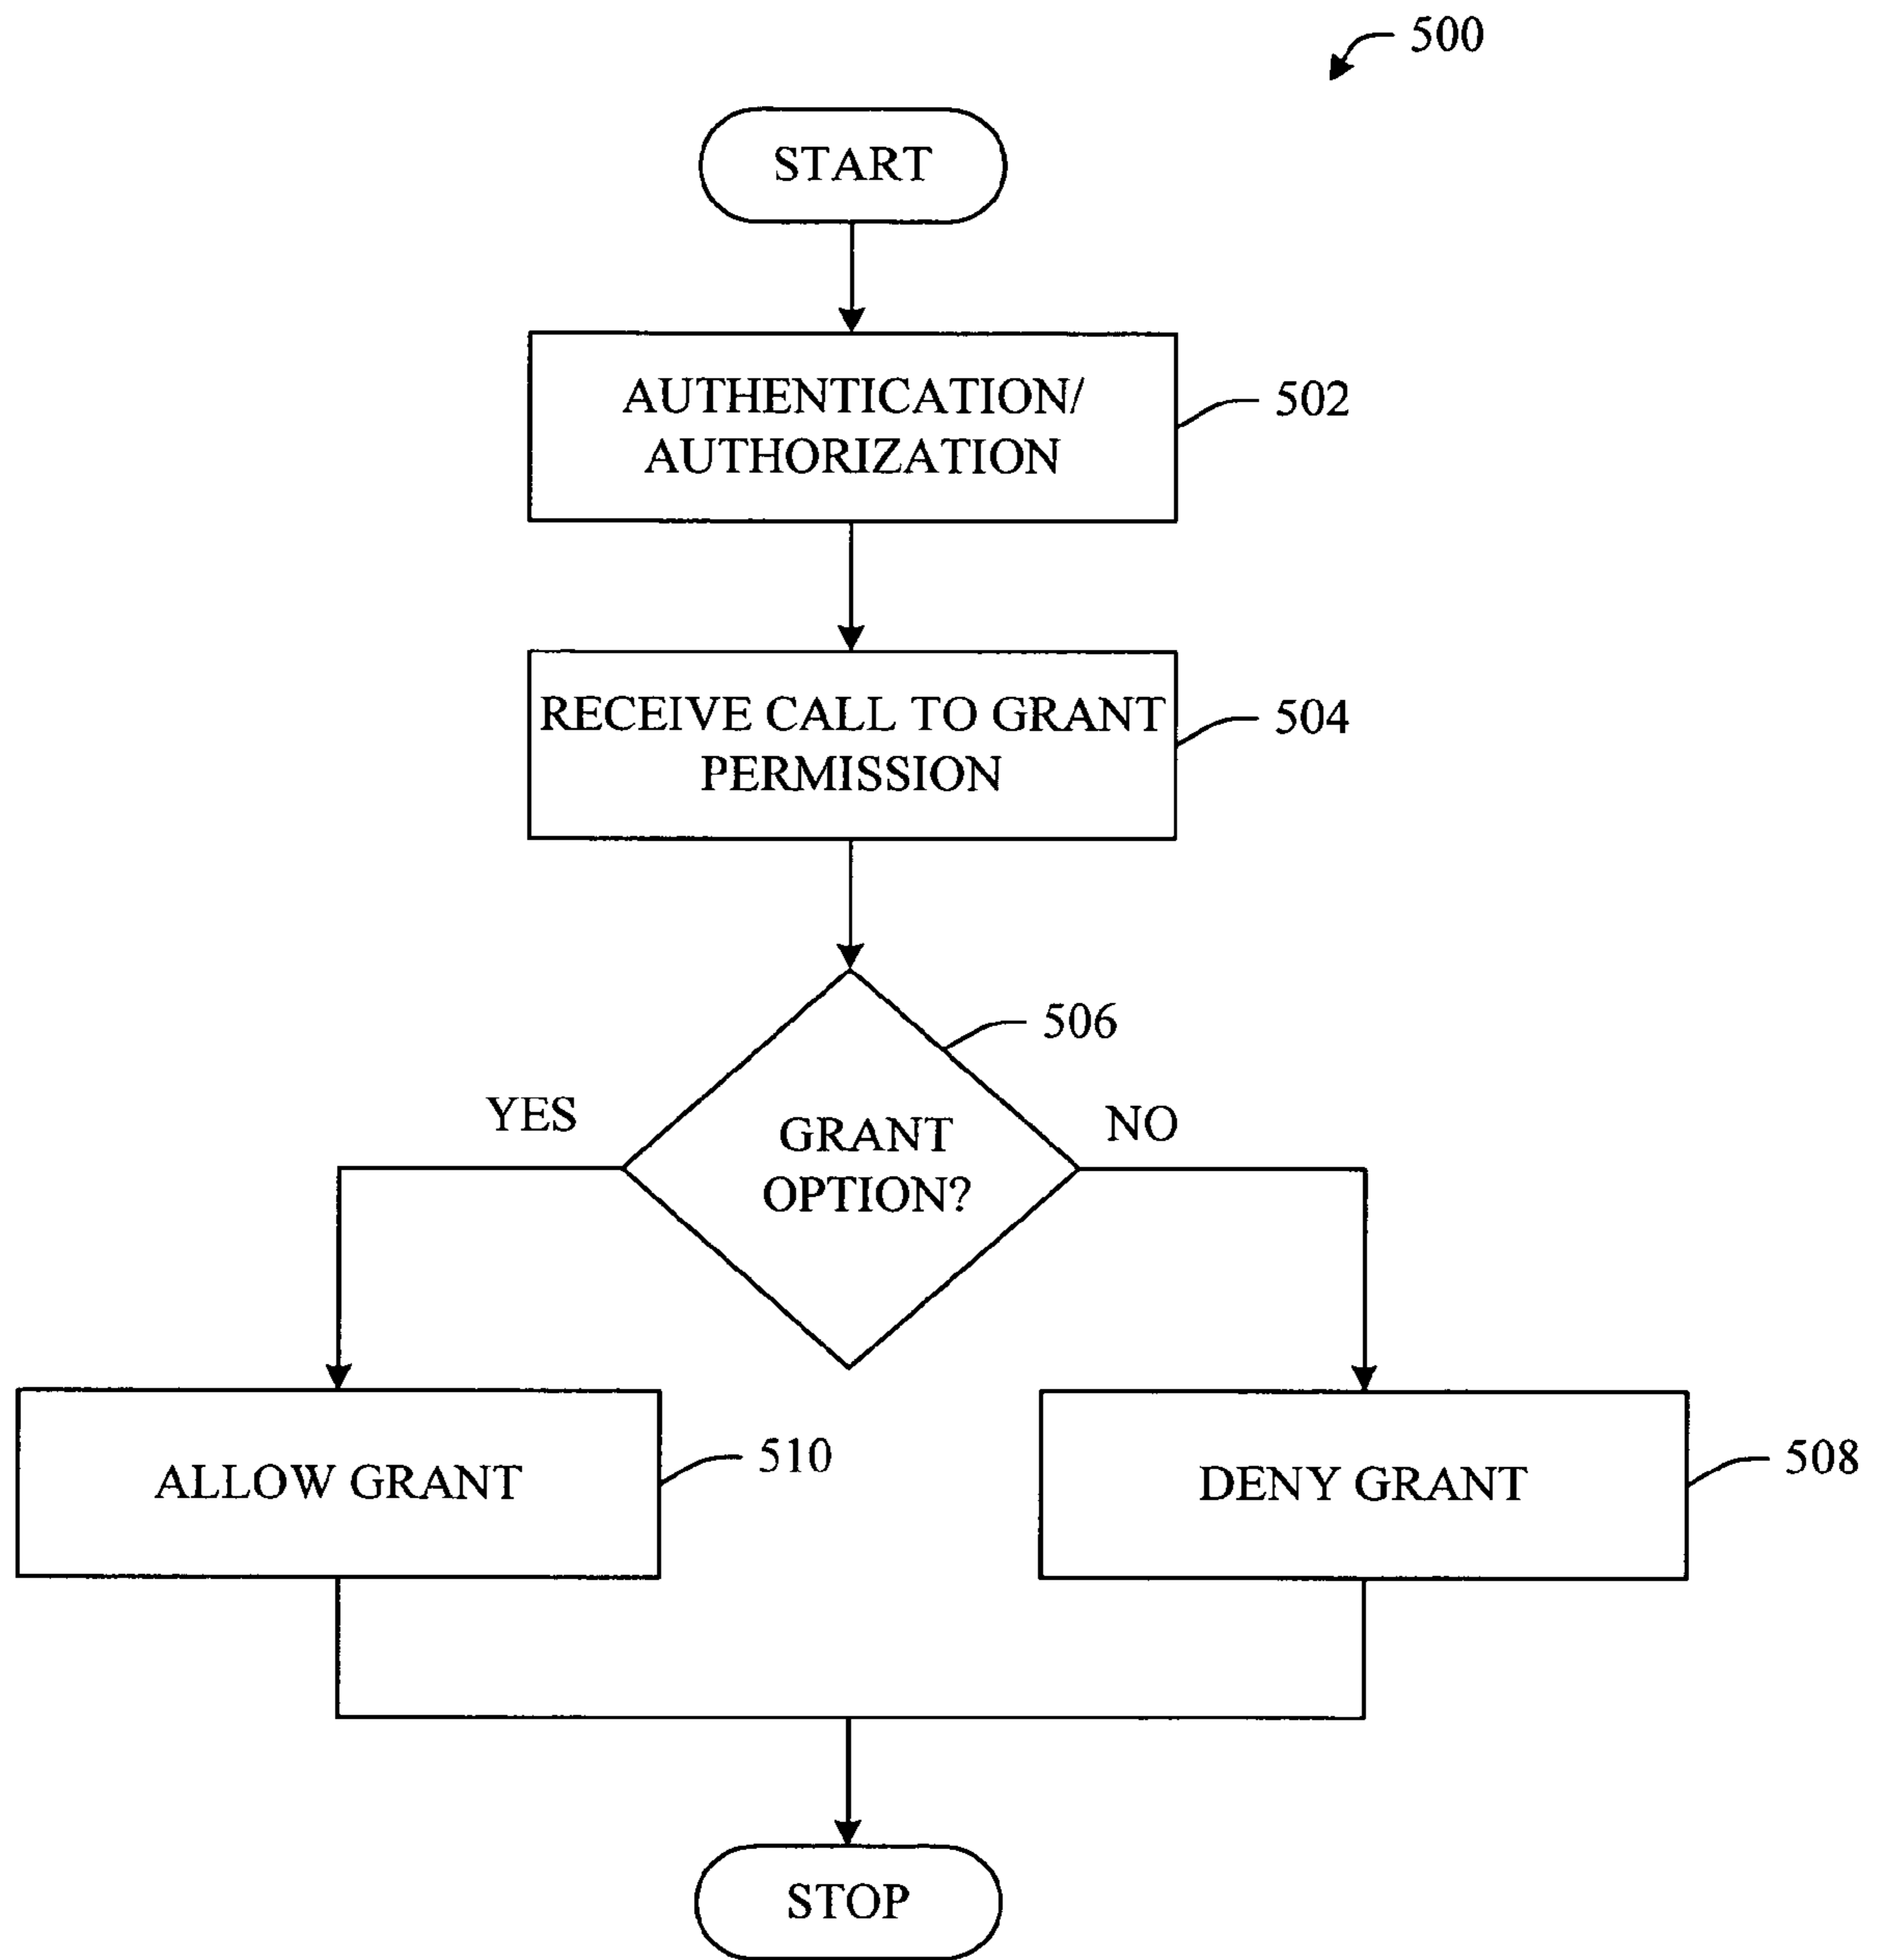 500
START
AUTHENTICATION/
AUTHORIZATION
502
RECEIVE CALL TO GRANT
PERMISSION
504
506
YES
NO
GRANT
OPTION?
ALLOW GRANT
510
DENY GRANT
508
STOP